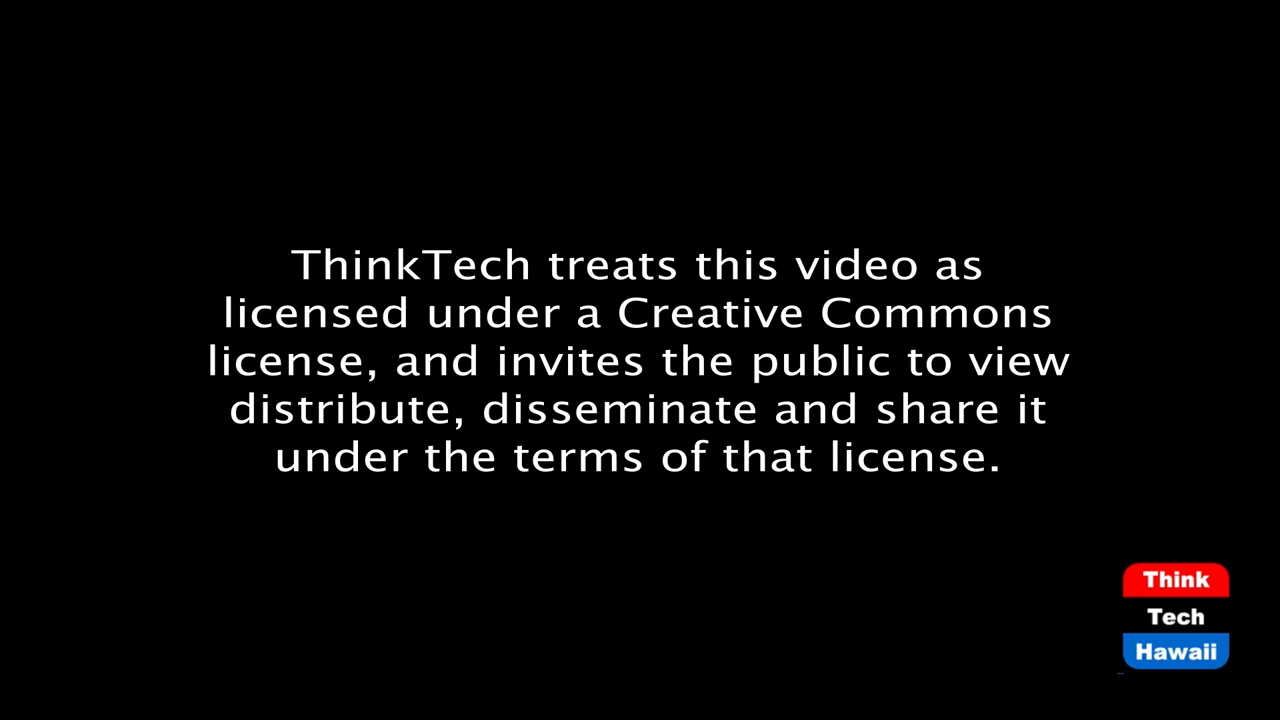 ThinkTech treats this video as
licensed under a Creative Commons
license, and invites the public to view
distribute, disseminate and share it
under the terms of that license.
Think
Tech
Hawaii